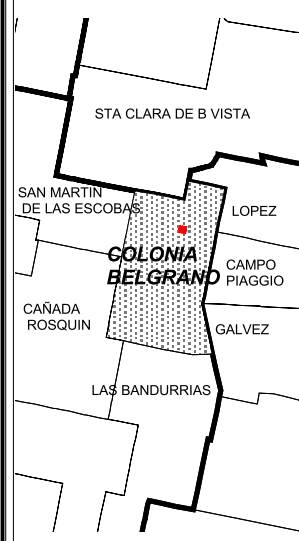 STA CLARA DE B VISTA
SAN MARTIN
DE LAS ESCOBAS
LOPEZ
COLONIA
BELGRANO
CAMPO
PIAGGIO
CAÑADA
ROSQUIN
GALVEZ
LAS BANDURRIAS